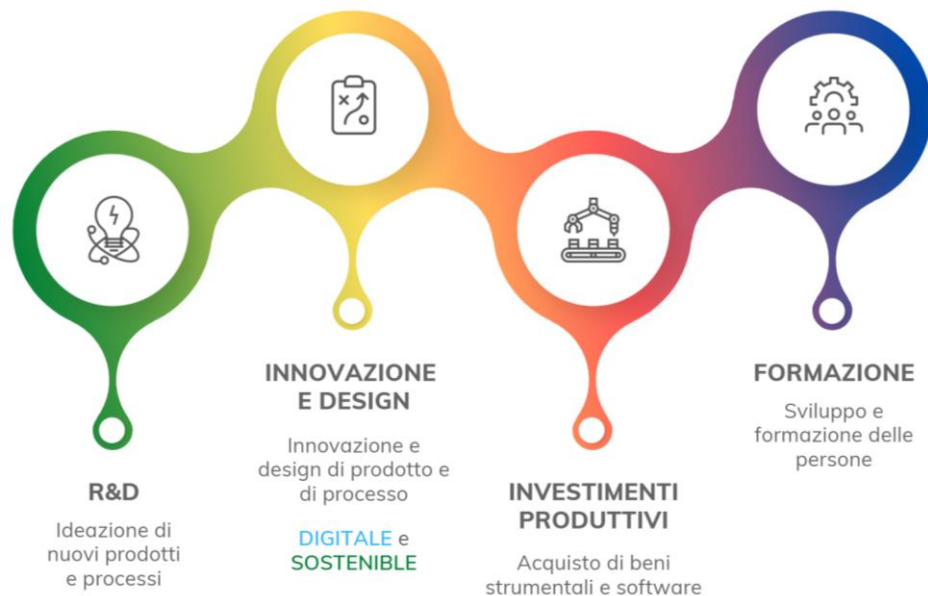 R&D
Ideazione di
nuovi prodotti
e processi
INNOVAZIONE
E DESIGN
Innovazione e
design di prodotto e
di processo
DIGITALE e
SOSTENIBLE
INVESTIMENTI
PRODUTTIVI
Acquisto di beni
strumentali e software
FORMAZIONE
Sviluppo e
formazione delle
persone